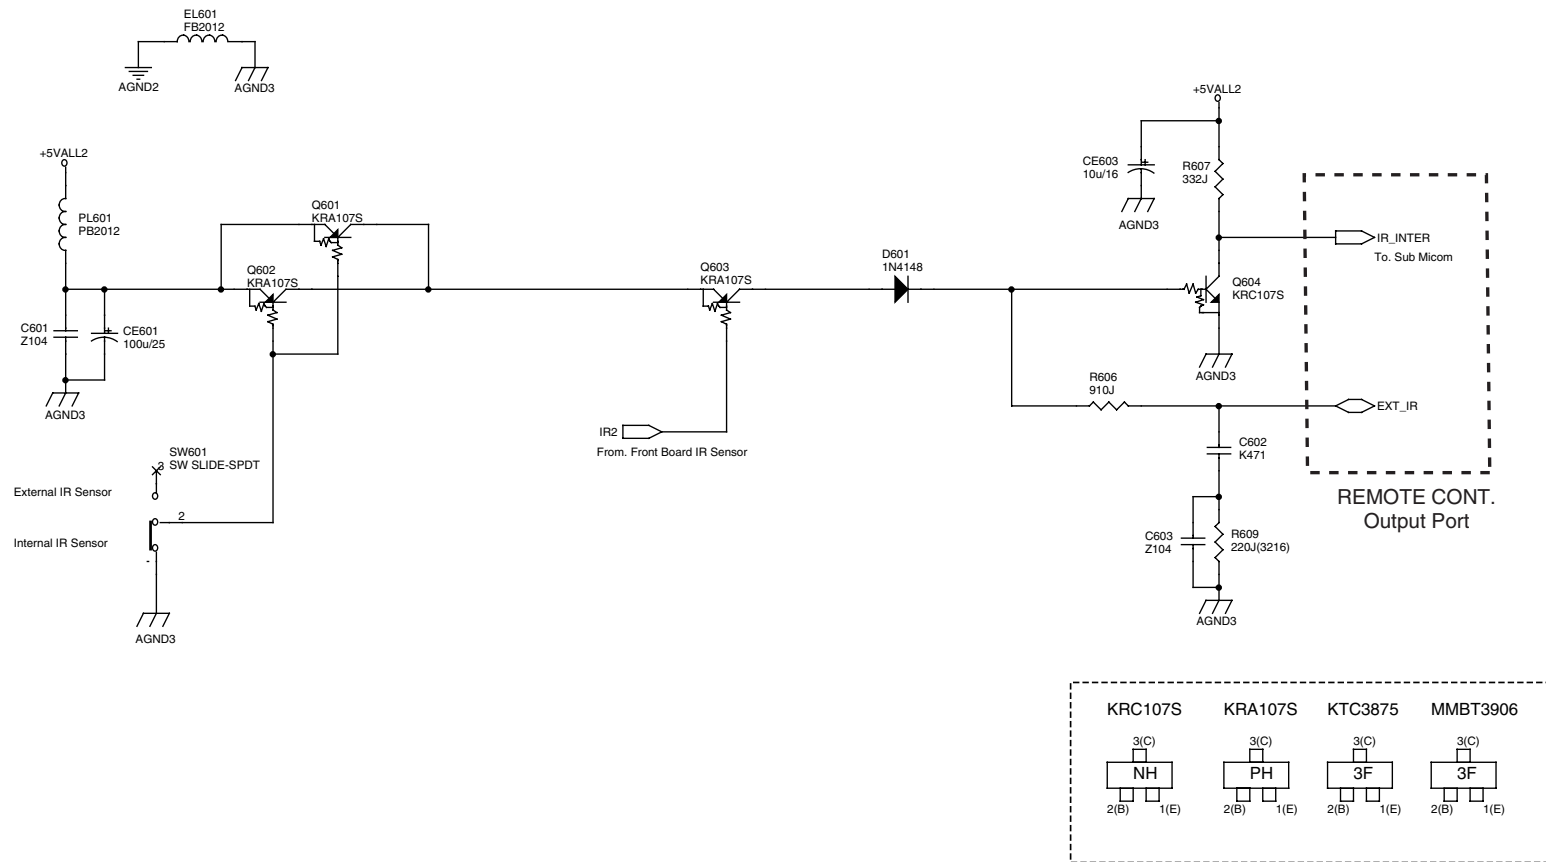 EL601
FB2012
AGND2
AGND3
+5VALL2
PL601
PB2012
C601
Z104
CE601
100u/25
AGND3
Q601
KRA107S
Q602
KRA107S
SW601
3 SW SLIDE-SPDT
External IR Sensor
2
Internal IR Sensor
AGND3
Q603
KRA107S
IR2
From. Front Board IR Sensor
D601
1N4148
+5VALL2
CE603
10u/16
AGND3
R607
332J
IR_INTER
To. Sub Micom
Q604
KRC107S
AGND3
R606
910J
EXT_IR
C602
K471
C603
Z104
R609
220J(3216)
AGND3
REMOTE CONT.
Output Port
KRC107S KRA107S KTC3875 MMBT3906
3(C) 3(C) 3(C) 3(C)
NH PH 3F 3F
2(B) 1(E) 2(B) 1(E) 2(B) 1(E) 2(B) 1(E)